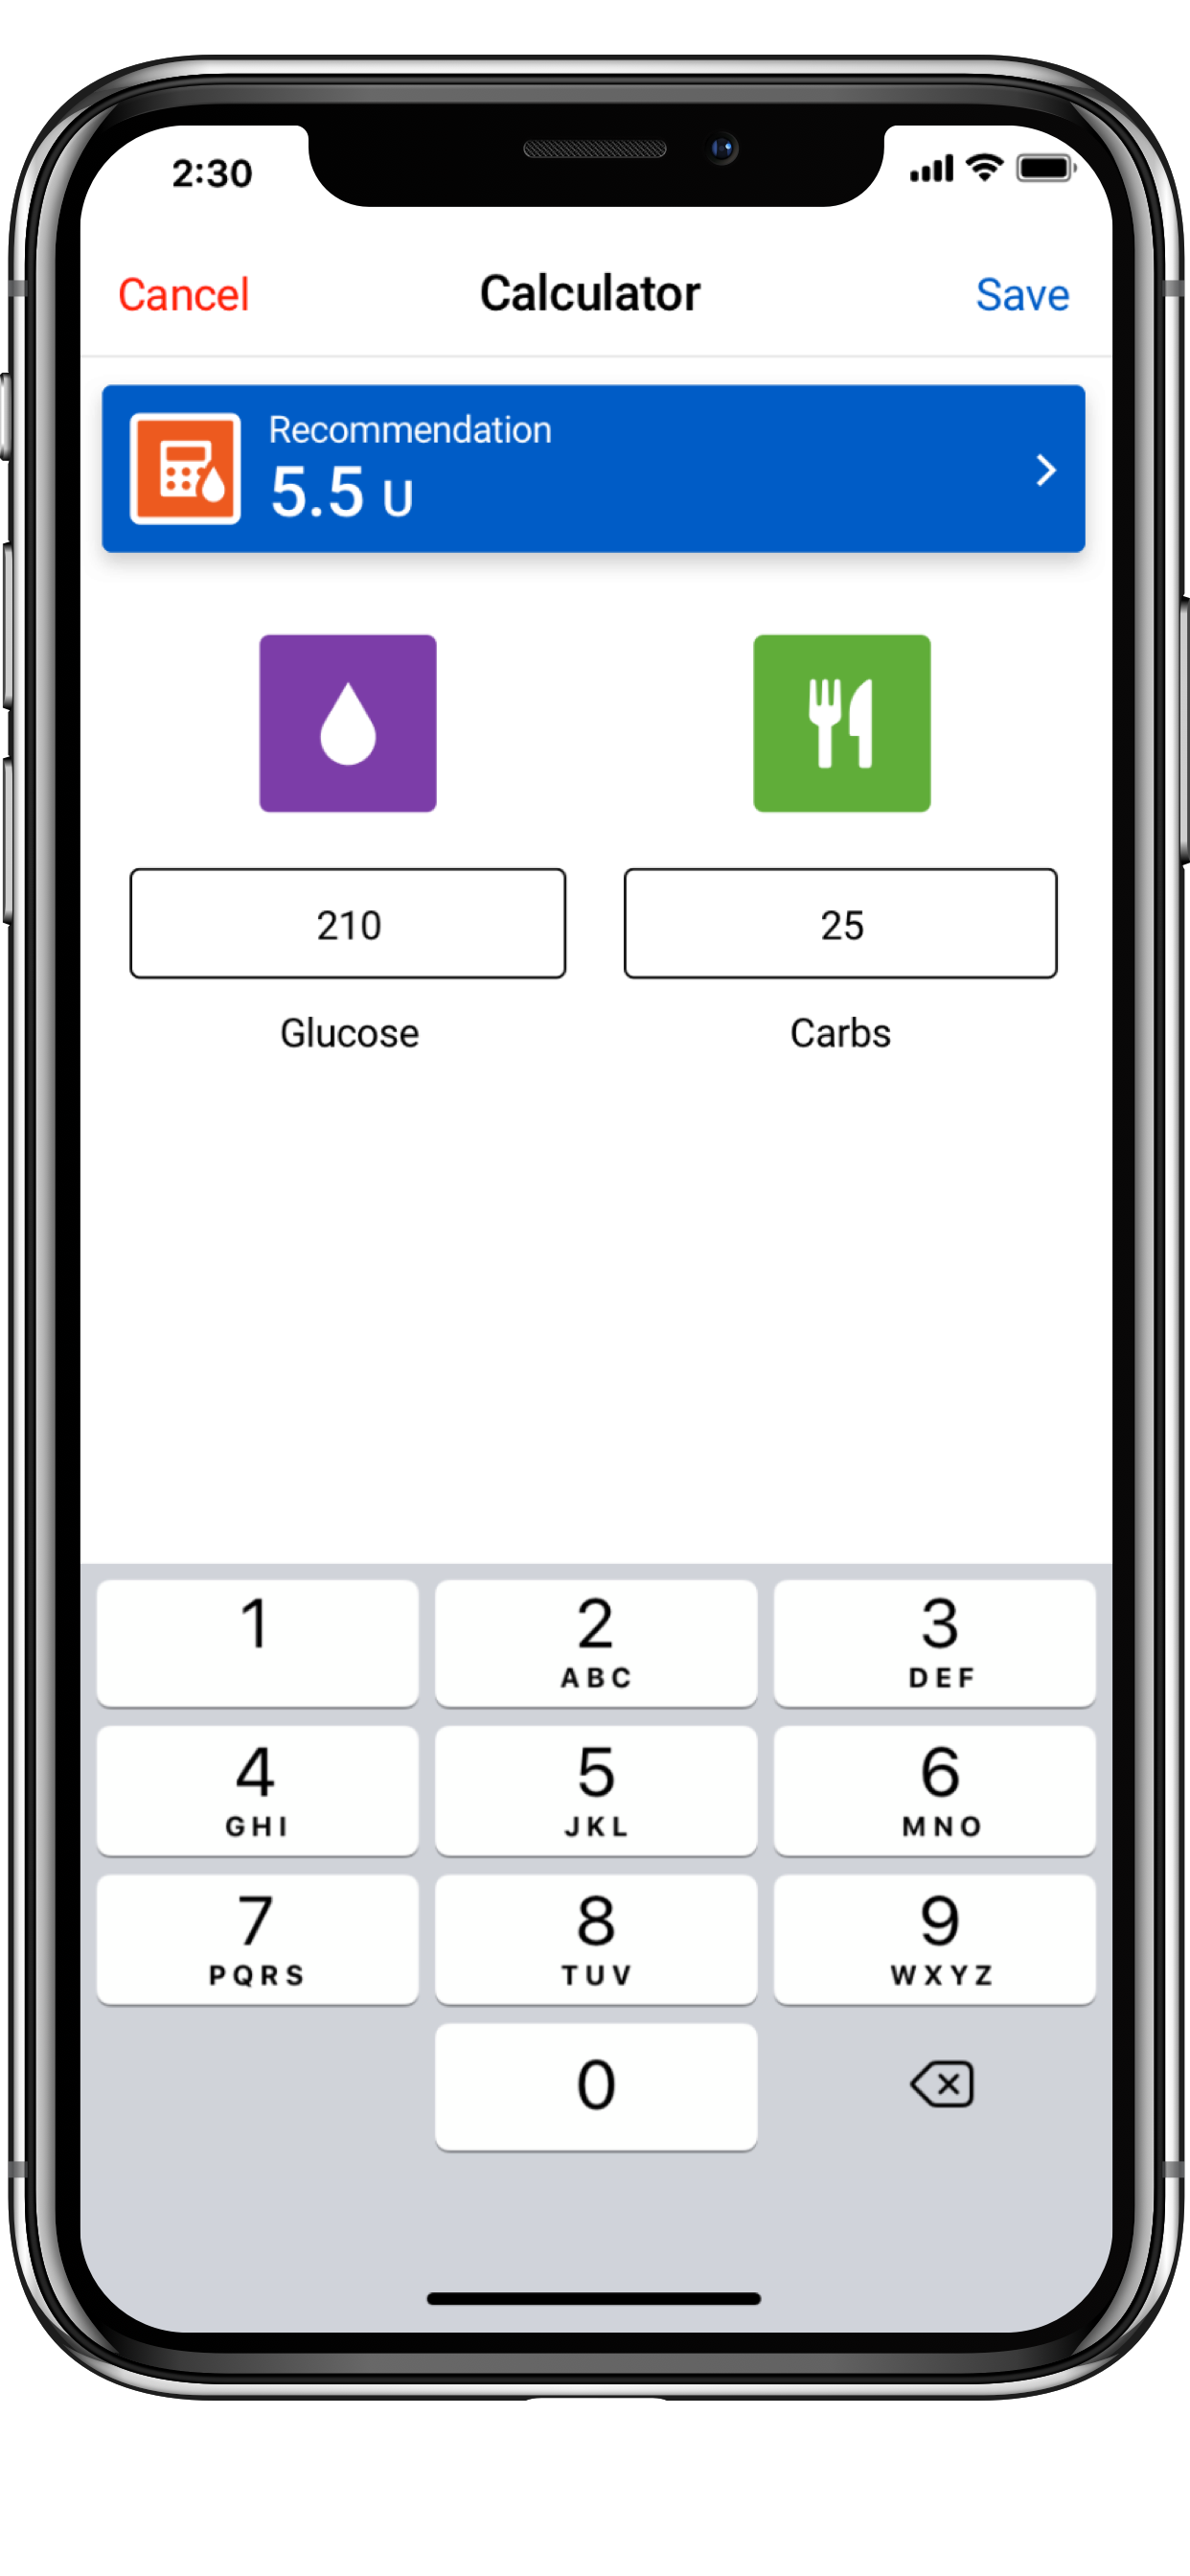 2:30
Cancel Calculator Save
Recommendation
5.5 U
210 25
Glucose Carbs
1 2 3
ABC DEF
4 5 6
GHI JKL MNO
7 8 9
PQRS TUV WXYZ
0